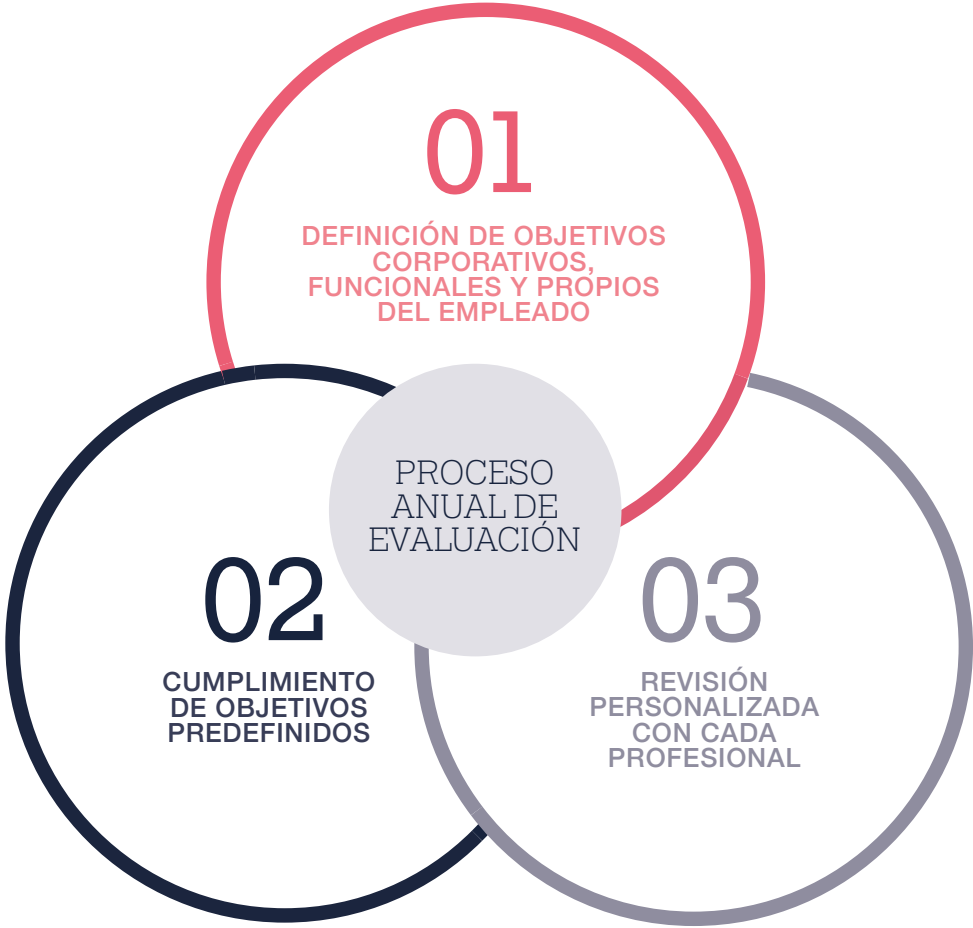 01
DEFINICIÓN DE OBJETIVOS
CORPORATIVOS,
FUNCIONALES Y PROPIOS
DEL EMPLEADO
PROCESO
ANUAL DE
EVALUACIÓN
02
CUMPLIMIENTO
DE OBJETIVOS
PREDEFINIDOS
03
REVISIÓN
PERSONALIZADA
CON CADA
PROFESIONAL